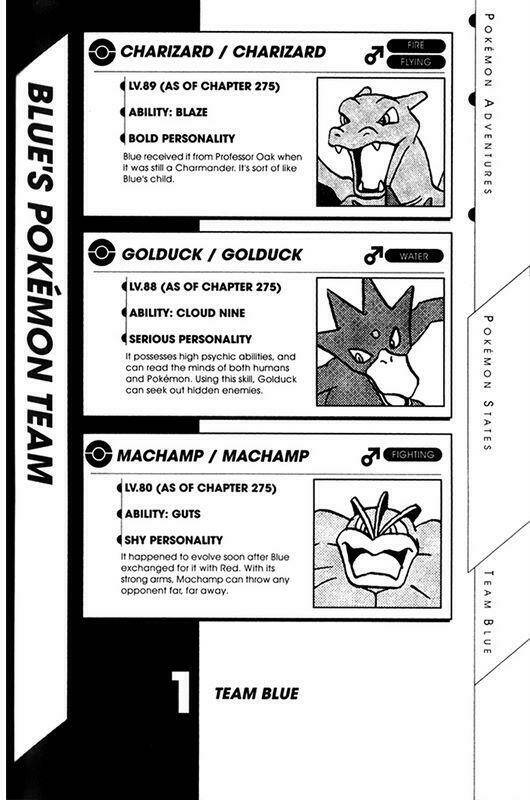 BLUE'S POKÉMON TEAM
CHARIZARD / CHARIZARD
FIRE
FLYING
LV.89 (AS OF CHAPTER 275)
ABILITY: BLAZE
BOLD PERSONALITY
Blue received it from Professor Oak when
it was still a Charmander. It's sort of like
Blue's child.
GOLDUCK / GOLDUCK
WATER
LV.88 (AS OF CHAPTER 275)
ABILITY: CLOUD NINE
SERIOUS PERSONALITY
It possesses high psychic abilities, and
can read the minds of both humans
and Pokémon. Using this skill, Golduck
can seek out hidden enemies.
MACHAMP / MACHAMP
FIGHTING
LV.80 (AS OF CHAPTER 275)
ABILITY: GUTS
SHY PERSONALITY
It happened to evolve soon after Blue
exchanged for it with Red. With its
strong arms, Machamp can throw any
opponent far, far away.
1
TEAM BLUE
POKÉMON ADVENTURES
POKÉMON STATES
TEAM BLUE